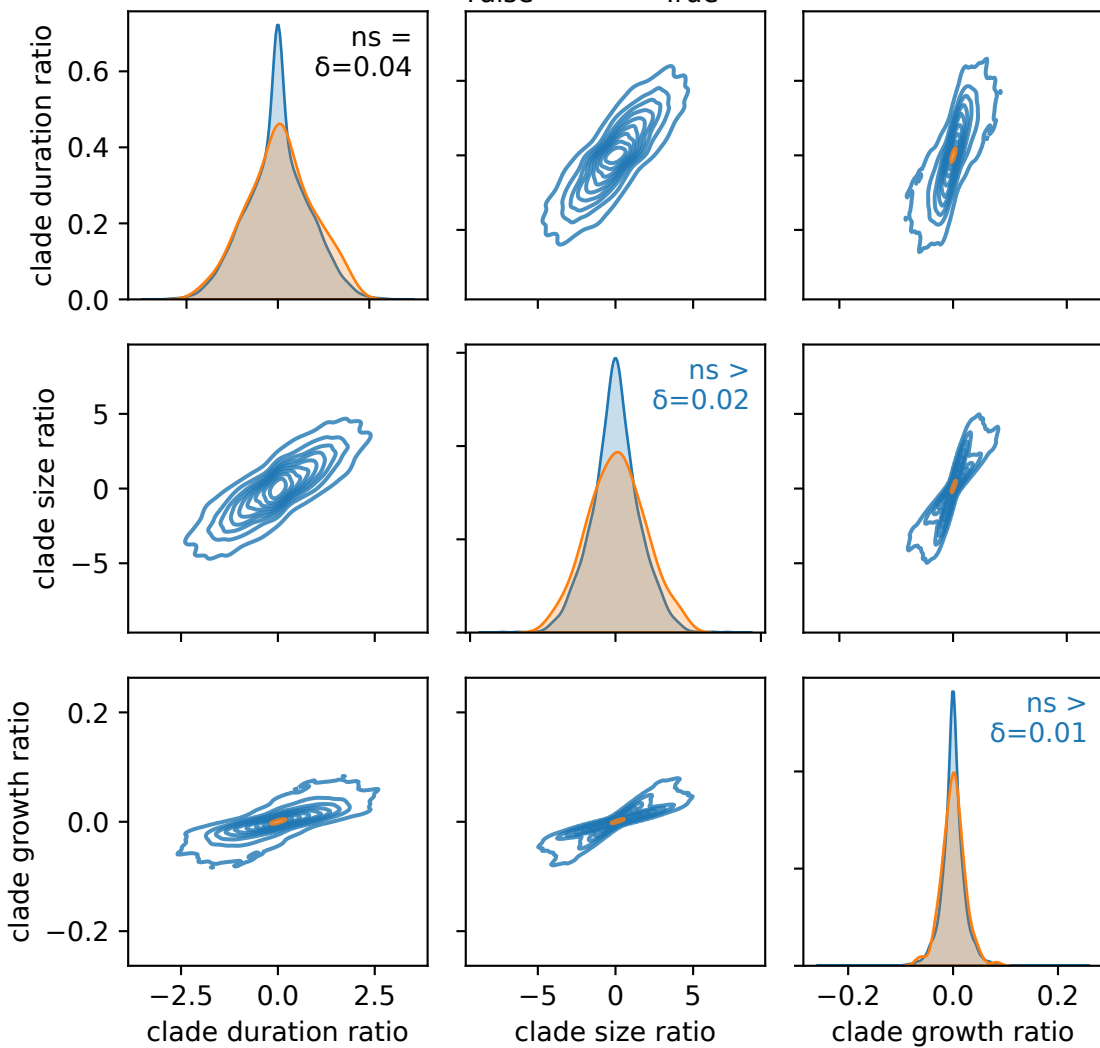 clade duration ratio
0.6
0.4
0.2
0.0
ns =
δ=0.04
clade size ratio
5
0
−5
ns >
δ=0.02
clade growth ratio
0.2
0.0
−0.2
ns >
δ=0.01
−2.5
0.0
2.5
−5
0
5
−0.2
0.0
0.2
clade duration ratio
clade size ratio
clade growth ratio